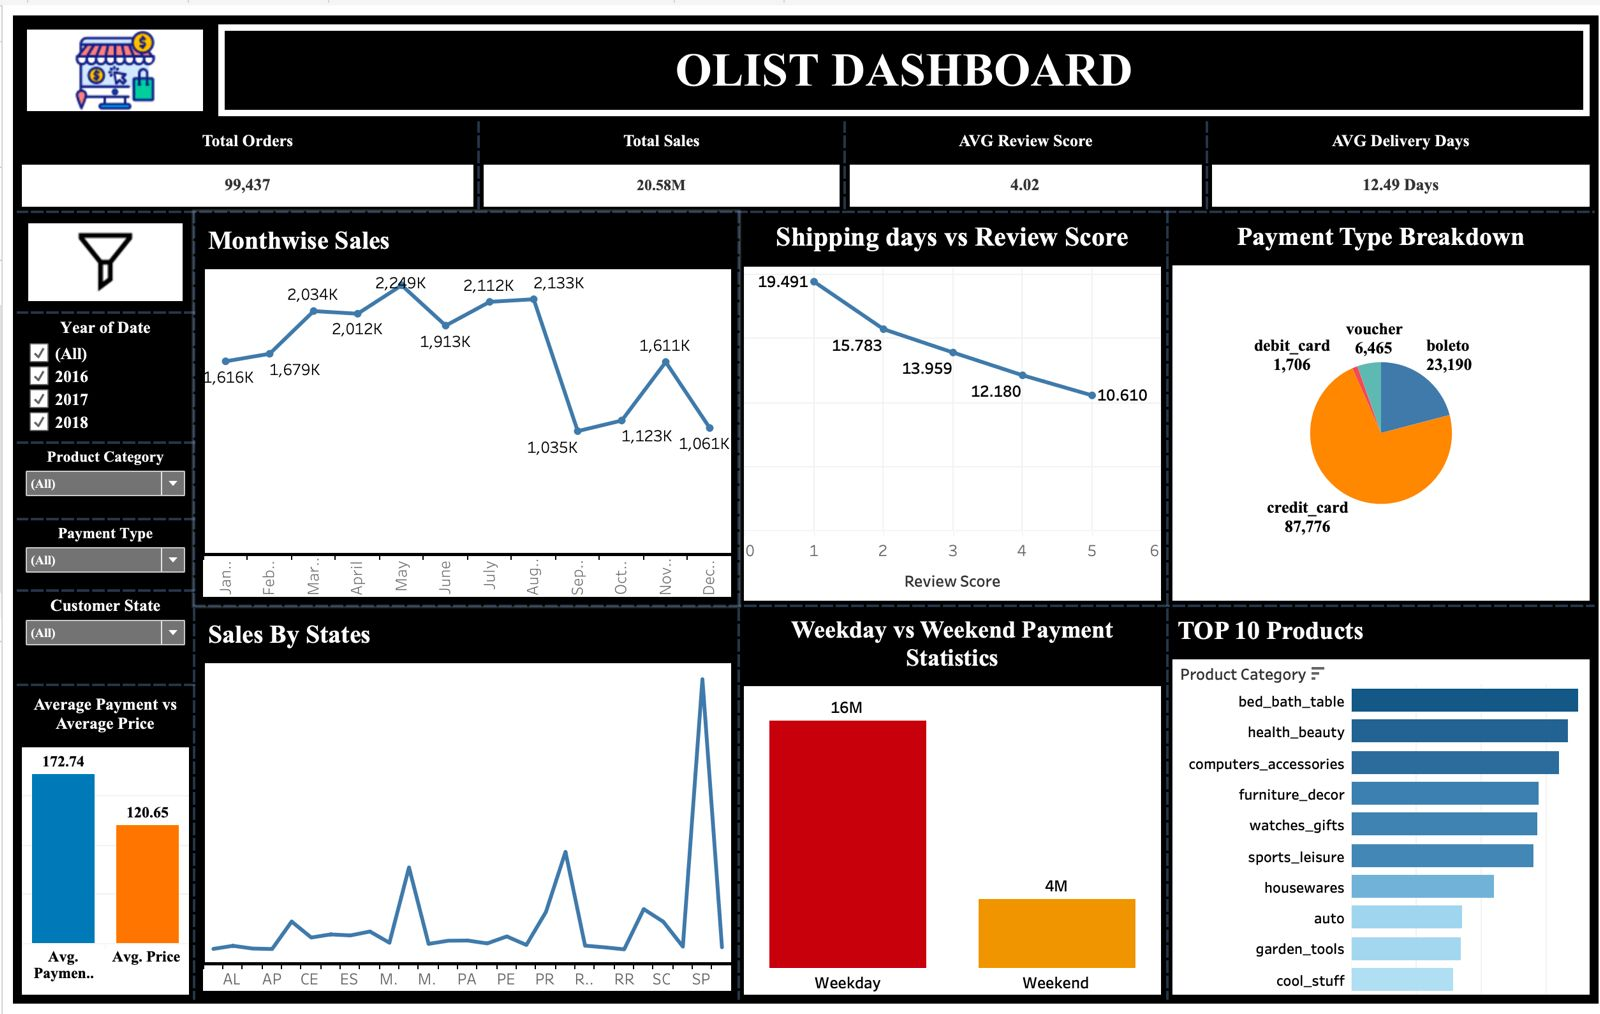 OLIST DASHBOARD
Total Orders
Total Sales
AVG Review Score
AVG Delivery Days
99,437
20.58M
4.02
12.49 Days
Year of Date
(All)
2016
2017
2018
Product Category
(All)
Payment Type
(All)
Customer State
(All)
Average Payment vs
Average Price
172.74
120.65
Avg.
Paymen..
Avg. Price
Monthwise Sales
1,616K
1,679K
2,034K
2,012K
2,249K
1,913K
2,112K
2,133K
1,035K
1,123K
1,611K
1,061K
Jan..
Feb..
Mar..
April
May
June
July
Aug..
Sep..
Oct..
Nov..
Dec..
Shipping days vs Review Score
19.491
15.783
13.959
12.180
10.610
0
1
2
3
4
5
6
Review Score
Payment Type Breakdown
voucher
6,465
debit_card
1,706
boleto
23,190
credit_card
87,776
Sales By States
AL
AP
CE
ES
M.
M.
PA
PE
PR
R..
RR
SC
SP
Weekday vs Weekend Payment
Statistics
16M
4M
Weekday
Weekend
TOP 10 Products
Product Category
bed_bath_table
health_beauty
computers_accessories
furniture_decor
watches_gifts
sports_leisure
housewares
auto
garden_tools
cool_stuff